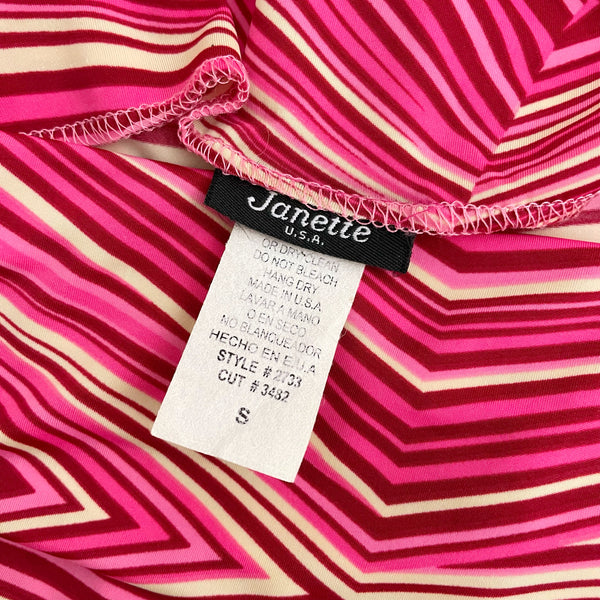 Janette
U.S.A.
OR DRY-CLEAN
DO NOT BLEACH
HANG DRY
MADE IN U.S.A
LAVAR A MANO
O EN SECO
NO BLANQUEADOR
HECHO EN E.U.A
STYLE # 2733
CUT # 3482
S